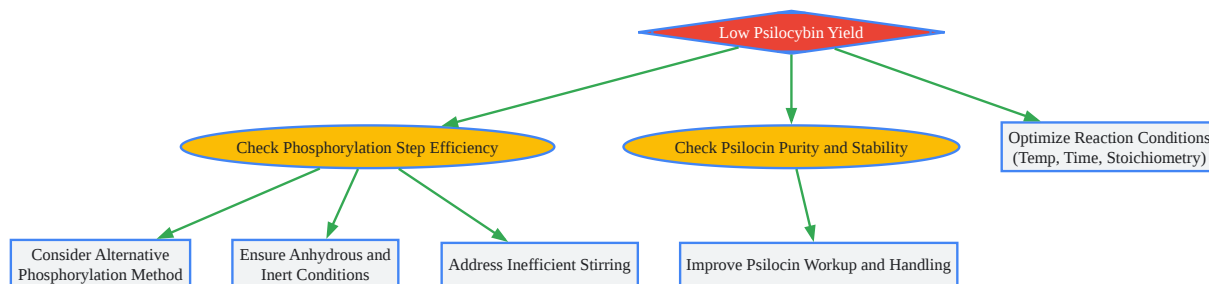 Low Psilocybin Yield
Check Phosphorylation Step Efficiency
Check Psilocin Purity and Stability
Optimize Reaction Conditions
(Temp, Time, Stoichiometry)
Consider Alternative
Phosphorylation Method
Ensure Anhydrous and
Inert Conditions
Address Inefficient Stirring
Improve Psilocin Workup and Handling